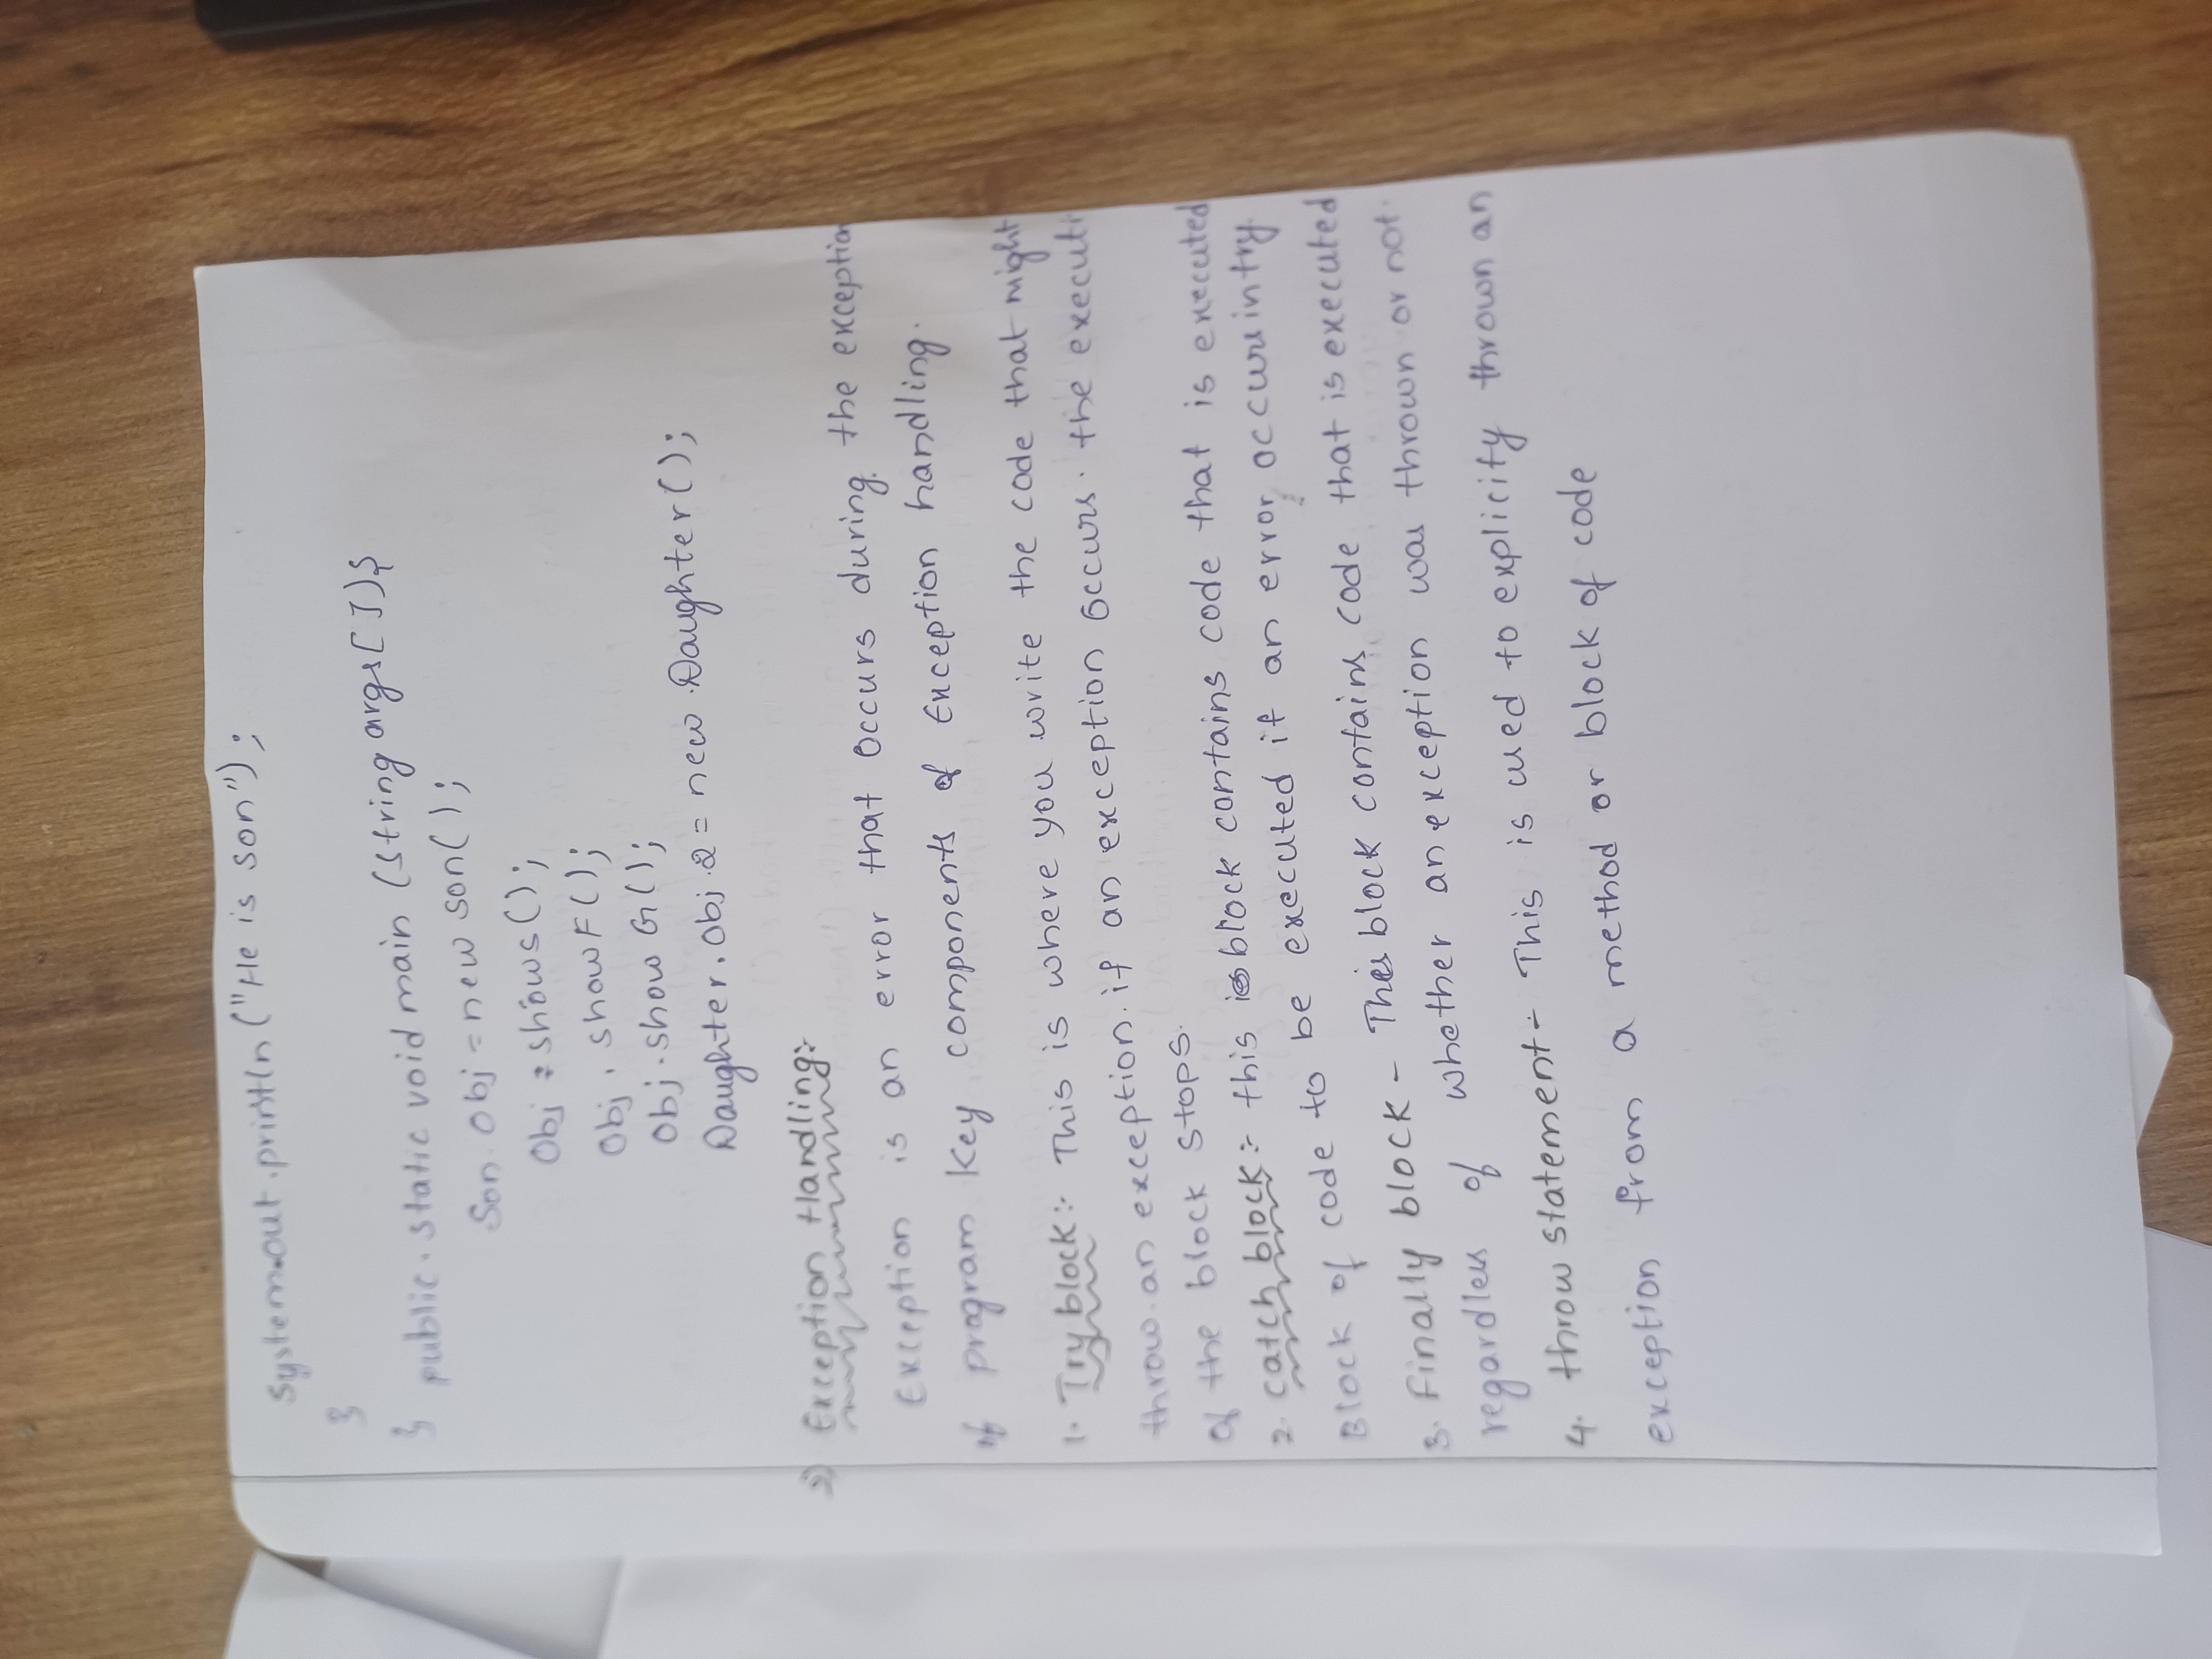 System.out.println ("He is son");
}
} public static void main (String args[ ]){
Son Obj = new son( );
Obj . shows();
Obj . showF();
Obj . show G();
Daughter. Obj 2 = new Daughter();
2) Exception Handling:-
Exception is an error that occurs during the exception
of program Key components of Exception handling.
1. Try block:- This is where you write the code that might
throw an exception. if an exception occurs. the executi
of the block stops.
2. catch block:- this is block contains code that is executed
Block of code to be executed if an error occurs in try.
3. Finally block - This block contains code that is executed
regardless of whether an exception was thrown or not.
4. throw statement:- This is used to explicity thrown an
exception from a method or block of code